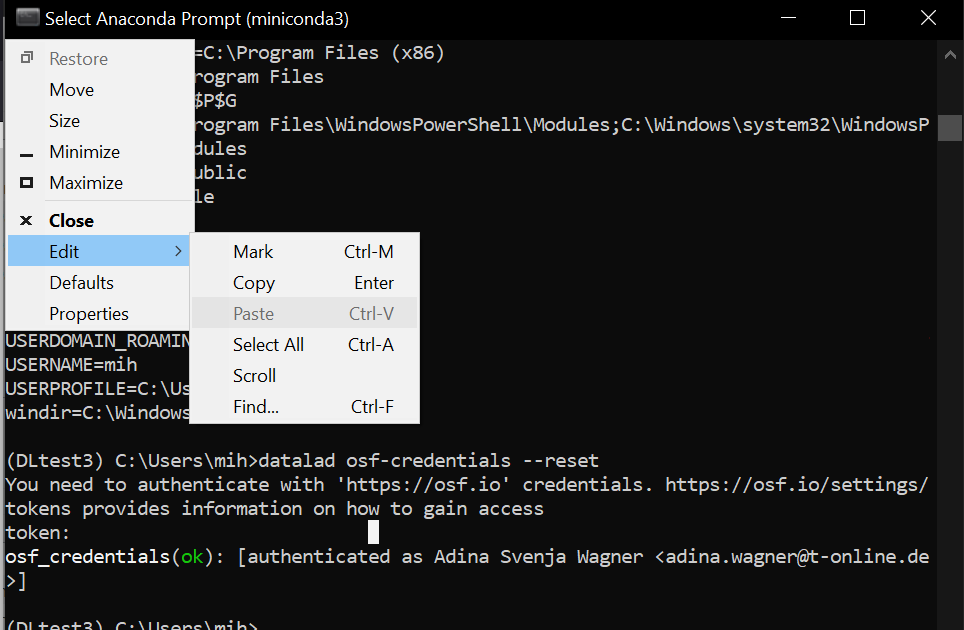 Select Anaconda Prompt (miniconda3)
=C:\Program Files (x86)
rogram Files
$P$G
rogram Files\WindowsPowerShell\Modules;C:\Windows\system32\WindowsP
dules
ublic
le
Restore
Move
Size
Minimize
Maximize
Close
Edit
Defaults
Properties
Mark Ctrl-M
Copy Enter
Paste Ctrl-V
Select All Ctrl-A
Scroll
Find... Ctrl-F
USERDOMAIN_ROAMIN
USERNAME=mih
USERPROFILE=C:\Us
windir=C:\Windows
(DLtest3) C:\Users\mih>datalad osf-credentials --reset
You need to authenticate with 'https://osf.io' credentials. https://osf.io/settings/
tokens provides information on how to gain access
token:
osf_credentials(ok): [authenticated as Adina Svenja Wagner <adina.wagner@t-online.de
>]
(DLtest3) C:\Users\mih>